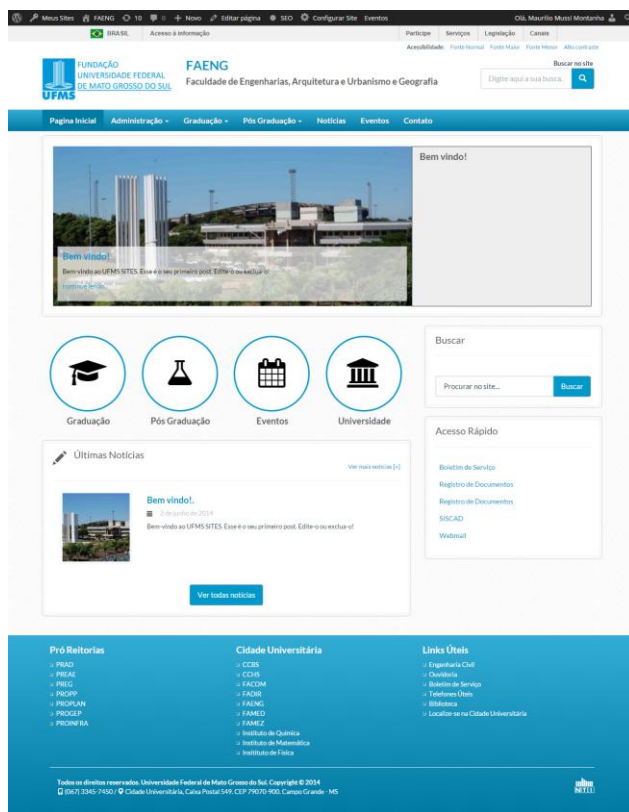 Meus Sites FAENG 10 0 + Novo Editar página SEO Configurar Site Eventos Olá, Maurílio Mussi Montanha
BRASIL Acesso à informação Participe Serviços Legislação Canais
Acessibilidade: Fonte Normal Fonte Maior Fonte Menor Alto contraste
Buscar no site
FUNDAÇÃO
UNIVERSIDADE FEDERAL
DE MATO GROSSO DO SUL
UFMS
FAENG
Faculdade de Engenharias, Arquitetura e Urbanismo e Geografia
Digite aqui a sua busca..
Pagina Inicial Administração Graduação Pós Graduação Notícias Eventos Contato
Bem vindo!
Bem vindo!
Bem-vindo ao UFMS SITES. Esse é o seu primeiro post. Edite-o ou exclua-o!
continue lendo..
Graduação Pós Graduação Eventos Universidade
Buscar
Procurar no site... Buscar
Acesso Rápido
Boletim de Serviço
Registro de Documentos
Registro de Documentos
SISCAD
Webmail
Últimas Notícias
Ver mais notícias [+]
Bem vindo!.
2 de junho de 2014
Bem-vindo ao UFMS SITES. Esse é o seu primeiro post. Edite-o ou exclua-o!
Ver todas notícias
Pró Reitorias
PRAD
PREAE
PREG
PROPP
PROPLAN
PROGEP
PROINFRA
Cidade Universitária
CCBS
CCHS
FACOM
FADIR
FAENG
FAMED
FAMEZ
Instituto de Química
Instituto de Matemática
Instituto de Física
Links Úteis
Engenharia Civil
Ouvidoria
Boletim de Serviço
Telefones Úteis
Biblioteca
Localize-se na Cidade Universitária
Todos os direitos reservados. Universidade Federal de Mato Grosso do Sul. Copyright © 2014
(067) 3345-7450 / Cidade Universitária, Caixa Postal 549. CEP 79070-900. Campo Grande - MS